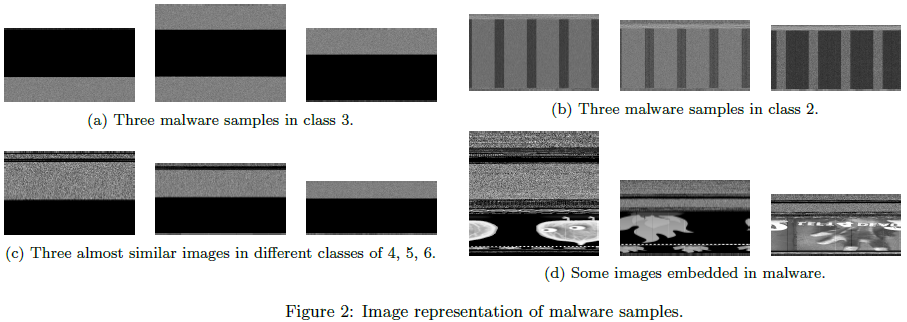 (a) Three malware samples in class 3.
(b) Three malware samples in class 2.
(c) Three almost similar images in different classes of 4, 5, 6.
(d) Some images embedded in malware.
Figure 2: Image representation of malware samples.